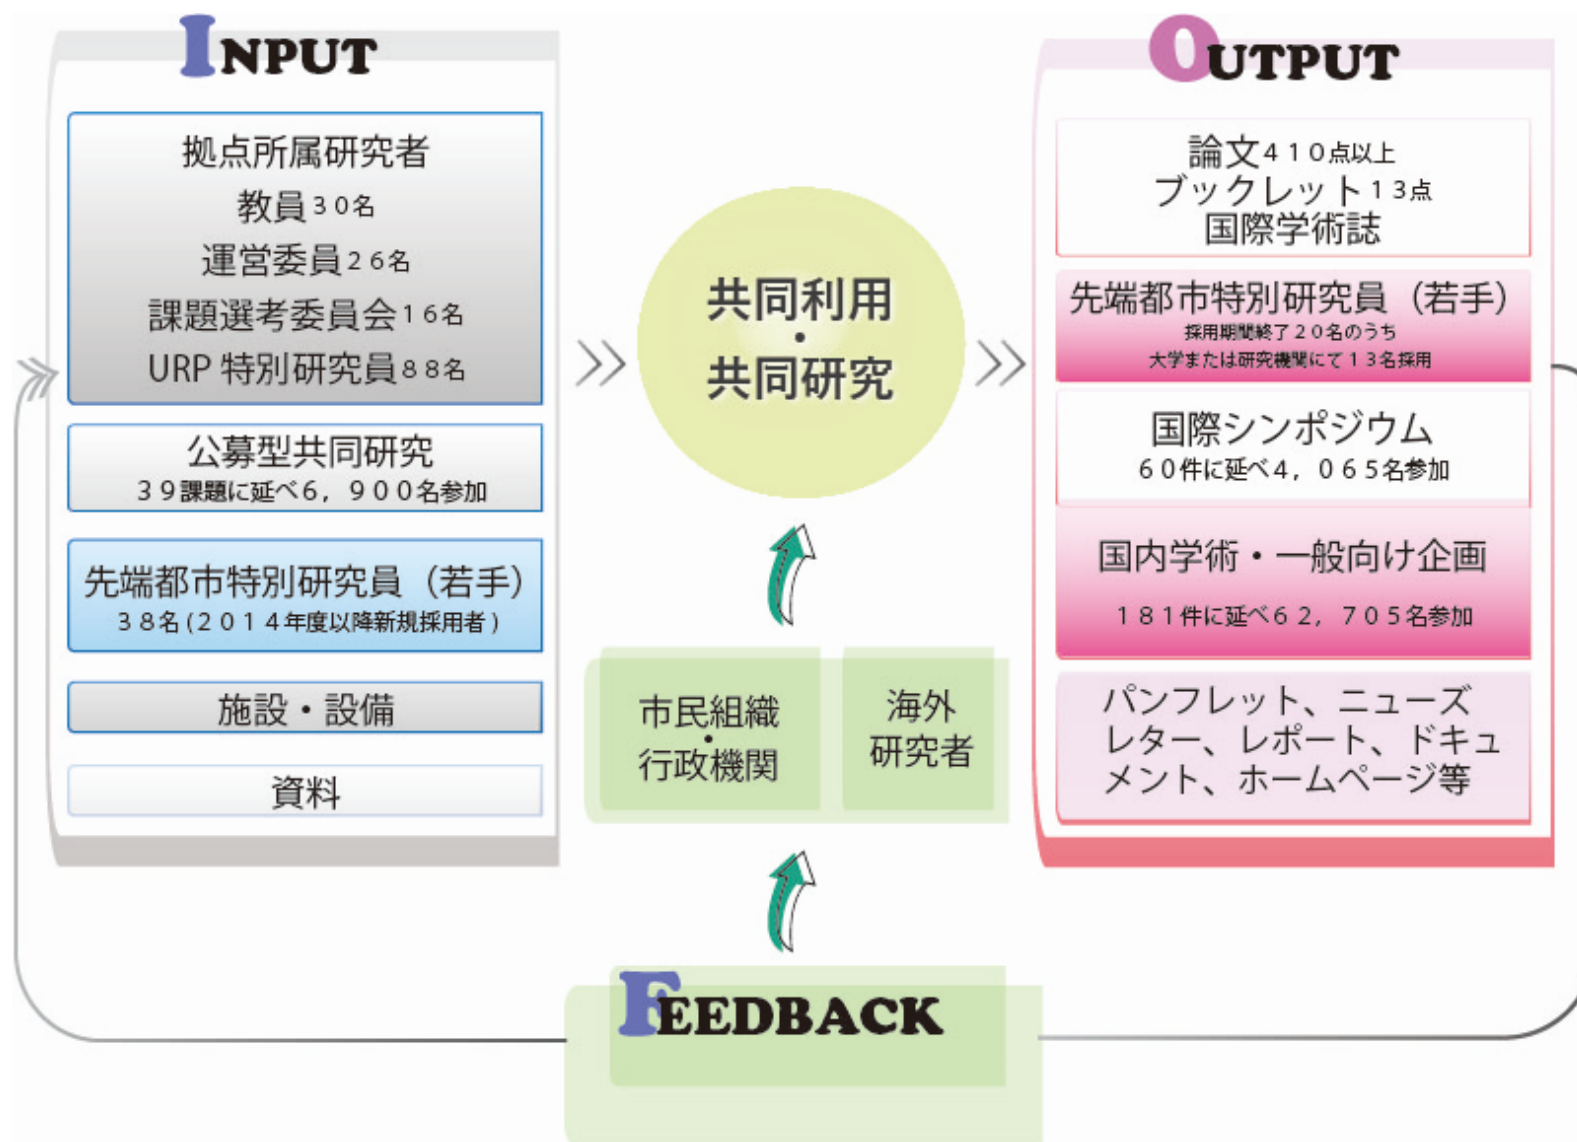 INPUT
拠点所属研究者
教員30名
運営委員26名
課題選考委員会16名
URP 特別研究員88名
公募型共同研究
39課題に延べ6，900名参加
先端都市特別研究員（若手）
38名(2014年度以降新規採用者)
施設・設備
資料
共同利用
・
共同研究
市民組織
・
行政機関
海外
研究者
FEEDBACK
OUTPUT
論文410点以上
ブックレット13点
国際学術誌
先端都市特別研究員（若手）
採用期間終了20名のうち
大学または研究機関にて13名採用
国際シンポジウム
60件に延べ4，065名参加
国内学術・一般向け企画
181件に延べ62，705名参加
パンフレット、ニューズ
レター、レポート、ドキュ
メント、ホームページ等